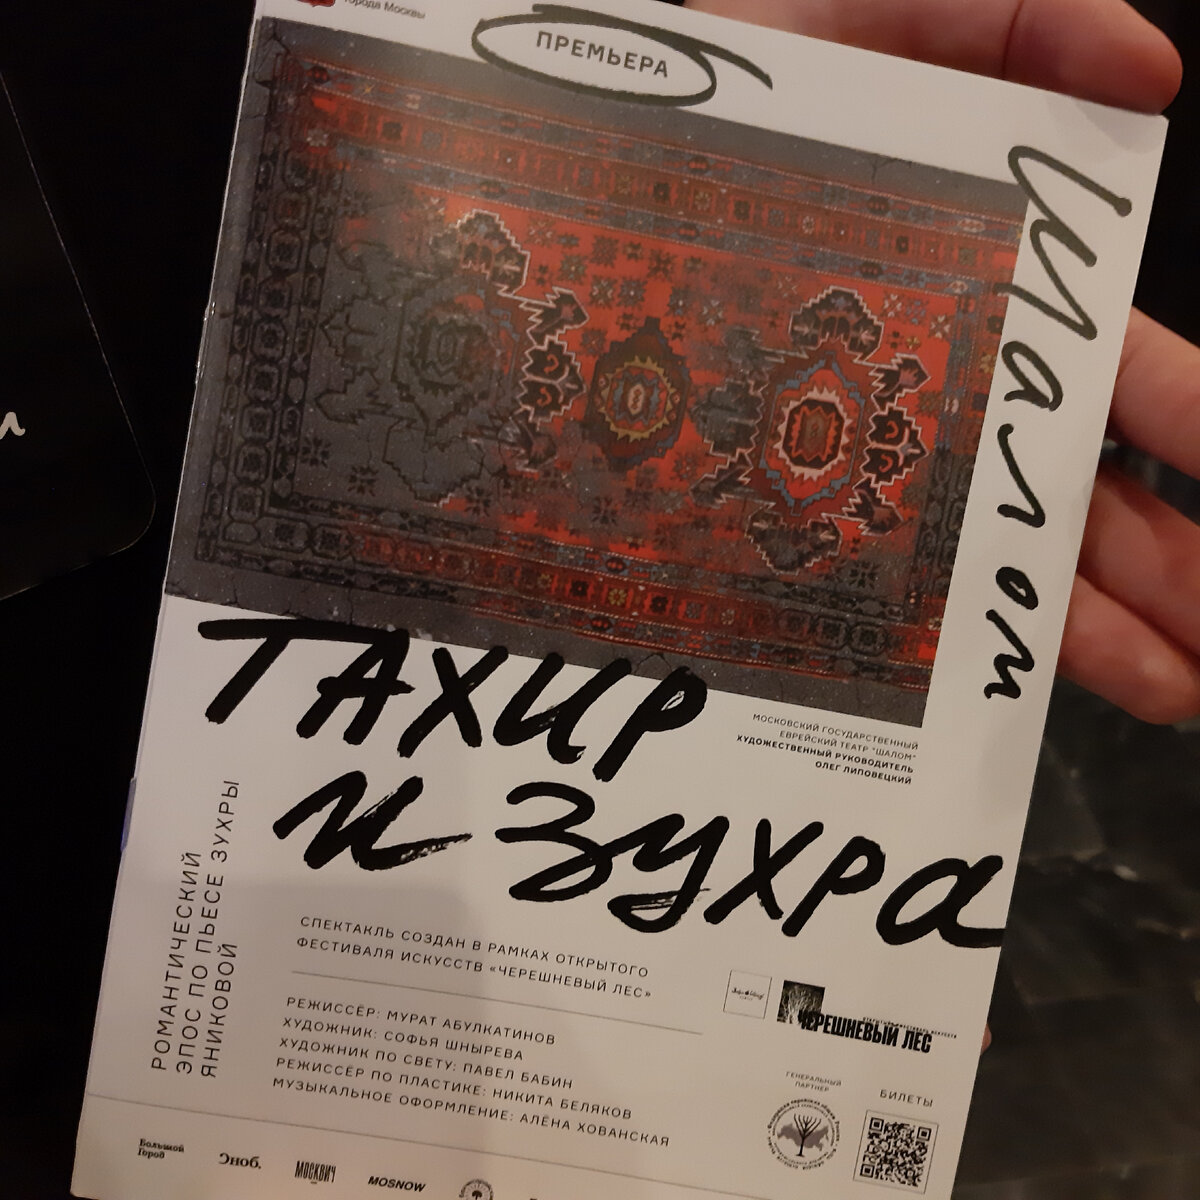 города Москвы
ПРЕМЬЕРА
Шалом
ТАХИР
и ЗУХРА
МОСКОВСКИЙ ГОСУДАРСТВЕННЫЙ
ЕВРЕЙСКИЙ ТЕАТР "ШАЛОМ"
ХУДОЖЕСТВЕННЫЙ РУКОВОДИТЕЛЬ
ОЛЕГ ЛИПОВЕЦКИЙ
РОМАНТИЧЕСКИЙ
ЭПОС ПО ПЬЕСЕ ЗУХРЫ
ЯНИКОВОЙ
СПЕКТАКЛЬ СОЗДАН В РАМКАХ ОТКРЫТОГО
ФЕСТИВАЛЯ ИСКУССТВ «ЧЕРЕШНЕВЫЙ ЛЕС»
РЕЖИССЁР: МУРАТ АБУЛКАТИНОВ
ХУДОЖНИК: СОФЬЯ ШНЫРЕВА
ХУДОЖНИК ПО СВЕТУ: ПАВЕЛ БАБИН
РЕЖИССЁР ПО ПЛАСТИКЕ: НИКИТА БЕЛЯКОВ
МУЗЫКАЛЬНОЕ ОФОРМЛЕНИЕ: АЛЁНА ХОВАНСКАЯ
ЧЕРЕШНЕВЫЙ ЛЕС
ГЕНЕРАЛЬНЫЙ
ПАРТНЕР
БИЛЕТЫ
Большой
Город
Сноб.
МОСКВИЧ
MOSNOW